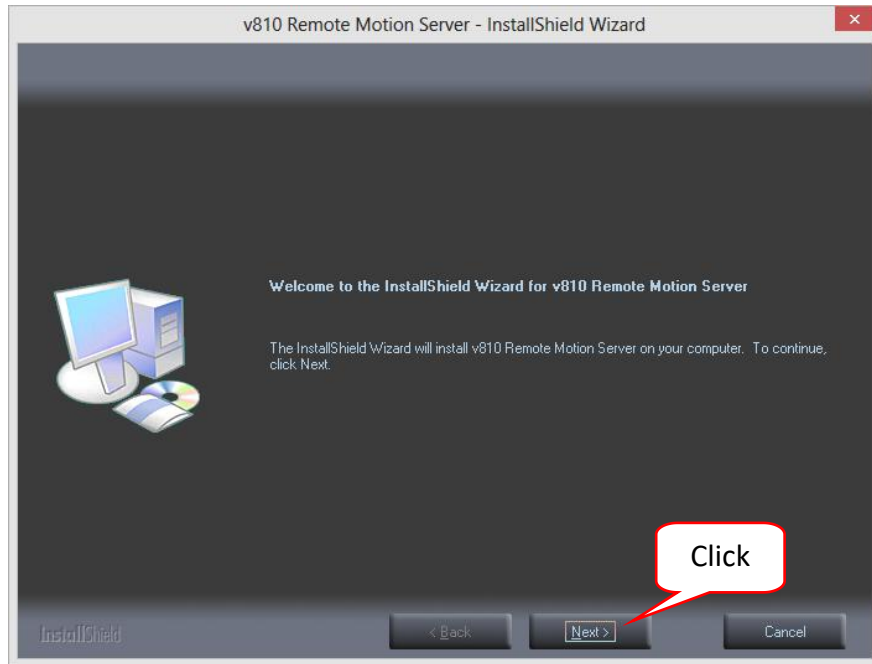 v810 Remote Motion Server - InstallShield Wizard
Welcome to the InstallShield Wizard for v810 Remote Motion Server
The InstallShield Wizard will install v810 Remote Motion Server on your computer. To continue,
click Next.
Click
InstallShield
< Back
Next >
Cancel